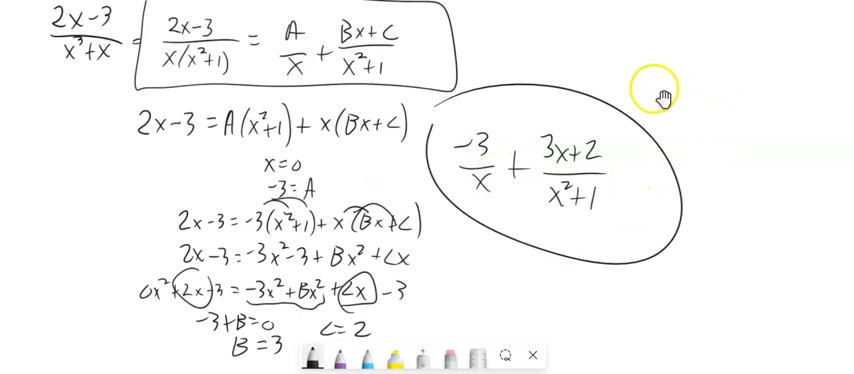 2x-3/x³+x = 2x-3/x(x²+1) = A/x + Bx+C/x²+1
2x-3 = A(x²+1) + x(Bx+C)
x=0
-3=A
2x-3 = -3(x²+1) + x(Bx+C)
2x-3 = -3x²-3 + Bx² + Cx
0x²+2x-3 = -3x²+Bx² + Cx - 3
-3+B=0 C=2
B=3
-3/x + 3x+2/x²+1